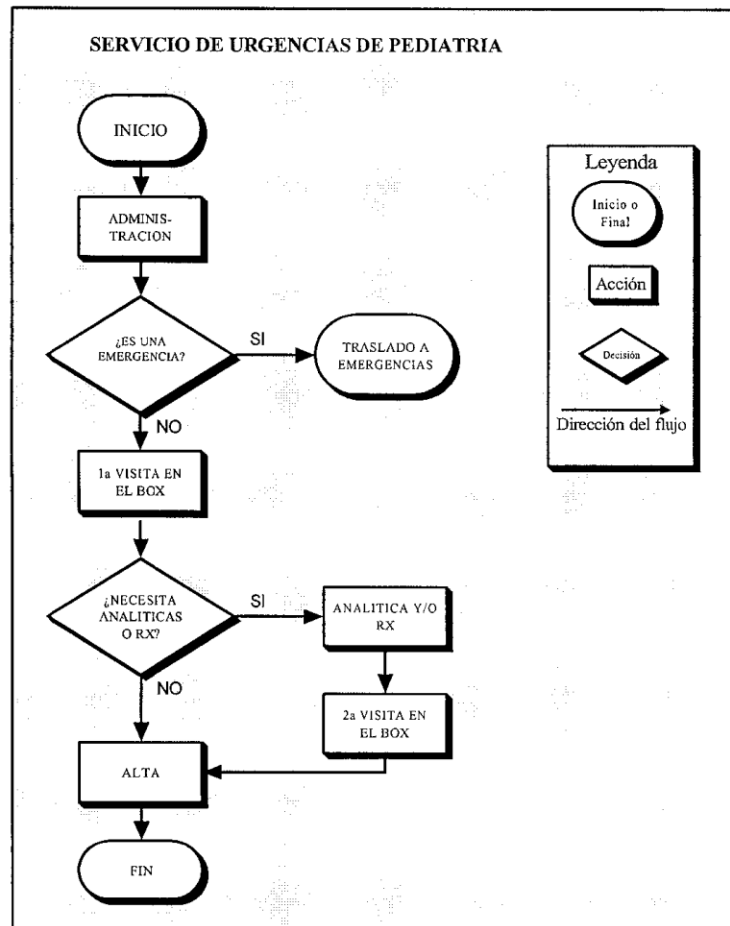 SERVICIO DE URGENCIAS DE PEDIATRIA
INICIO
ADMINIS-
TRACION
¿ES UNA
EMERGENCIA?
SI
TRASLADO A
EMERGENCIAS
NO
1a VISITA EN
EL BOX
¿NECESITA
ANALITICAS
O RX?
SI
ANALITICA Y/O
RX
NO
2a VISITA EN
EL BOX
ALTA
FIN
Leyenda
Inicio o
Final
Acción
Decisión
Dirección del flujo